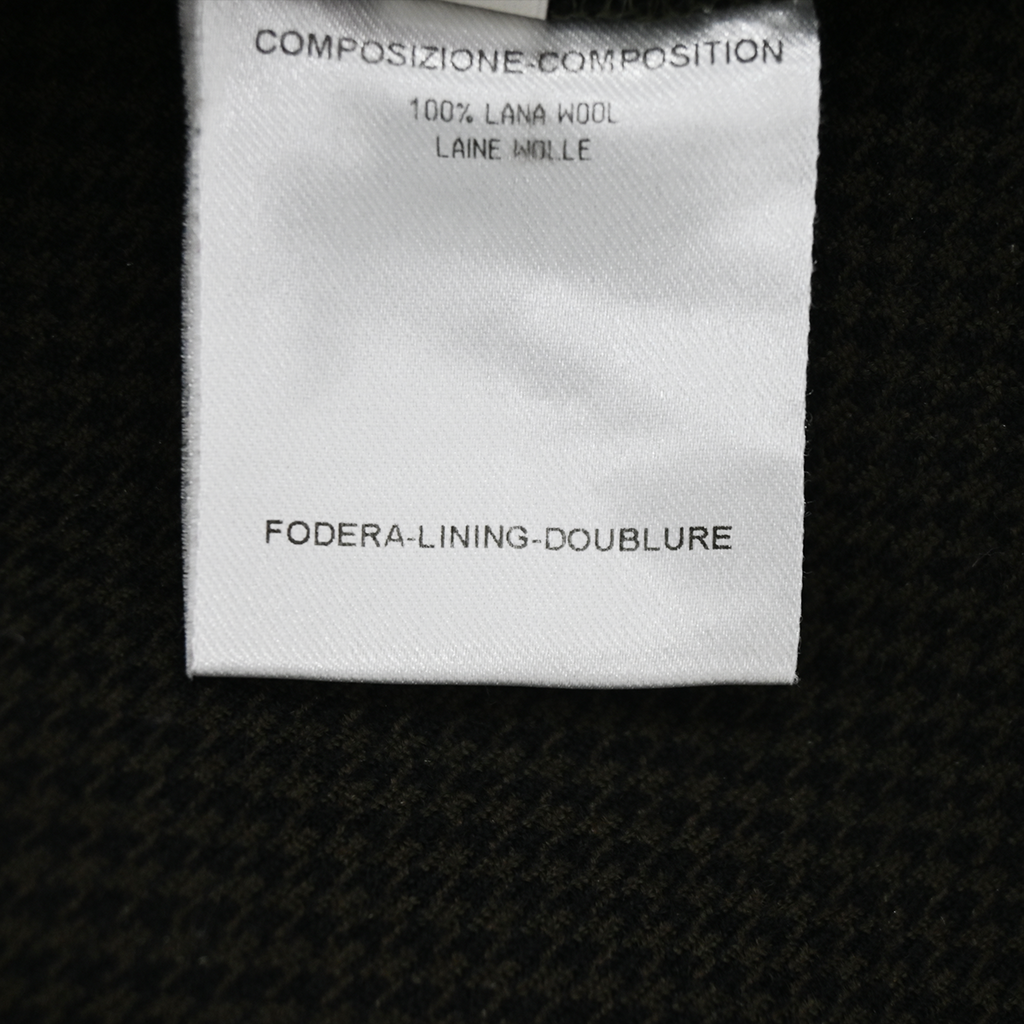 COMPOSIZIONE-COMPOSITION
100% LANA WOOL
LAINE WOLLE
FODERA-LINING-DOUBLURE